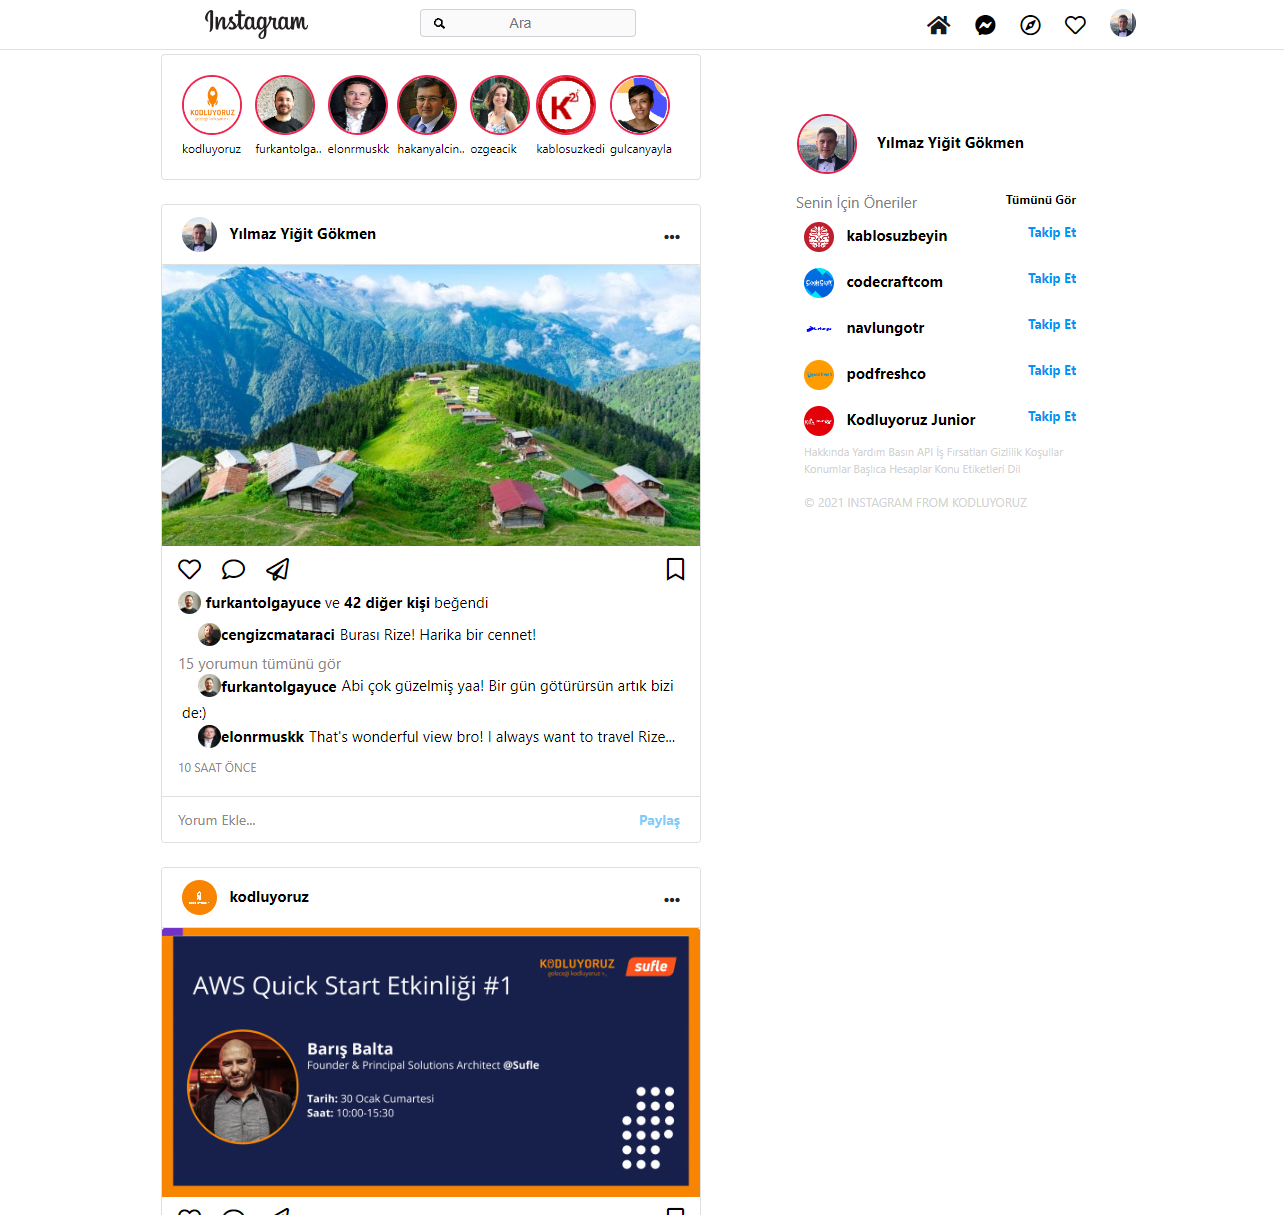 Instagram
Ara
KODLUYORUZ
K
kodluyoruz furkantolga.. elonrmuskk hakanyalcin.. ozgeacik kablosuzkedi gulcanyayla
Yılmaz Yiğit Gökmen
Senin İçin Öneriler Tümünü Gör
kablosuzbeyin Takip Et
codecraftcom Takip Et
navlungotr Takip Et
podfreshco Takip Et
Kodluyoruz Junior Takip Et
Hakkında Yardım Basın API İş Fırsatları Gizlilik Koşullar
Konumlar Başlıca Hesaplar Konu Etiketleri Dil
© 2021 INSTAGRAM FROM KODLUYORUZ
Yılmaz Yiğit Gökmen
furkantolgayuce ve 42 diğer kişi beğendi
cengizcmataraci Burası Rize! Harika bir cennet!
15 yorumun tümünü gör
furkantolgayuce Abi çok güzelmiş yaa! Bir gün götürürsün artık bizi
de:)
elonrmuskk That's wonderful view bro! I always want to travel Rize...
10 SAAT ÖNCE
Yorum Ekle... Paylaş
kodluyoruz
KODLUYORUZ sufle
geleceği kodluyoruz >_
AWS Quick Start Etkinliği #1
Barış Balta
Founder & Principal Solutions Architect @Sufle
Tarih: 30 Ocak Cumartesi
Saat: 10:00-15:30